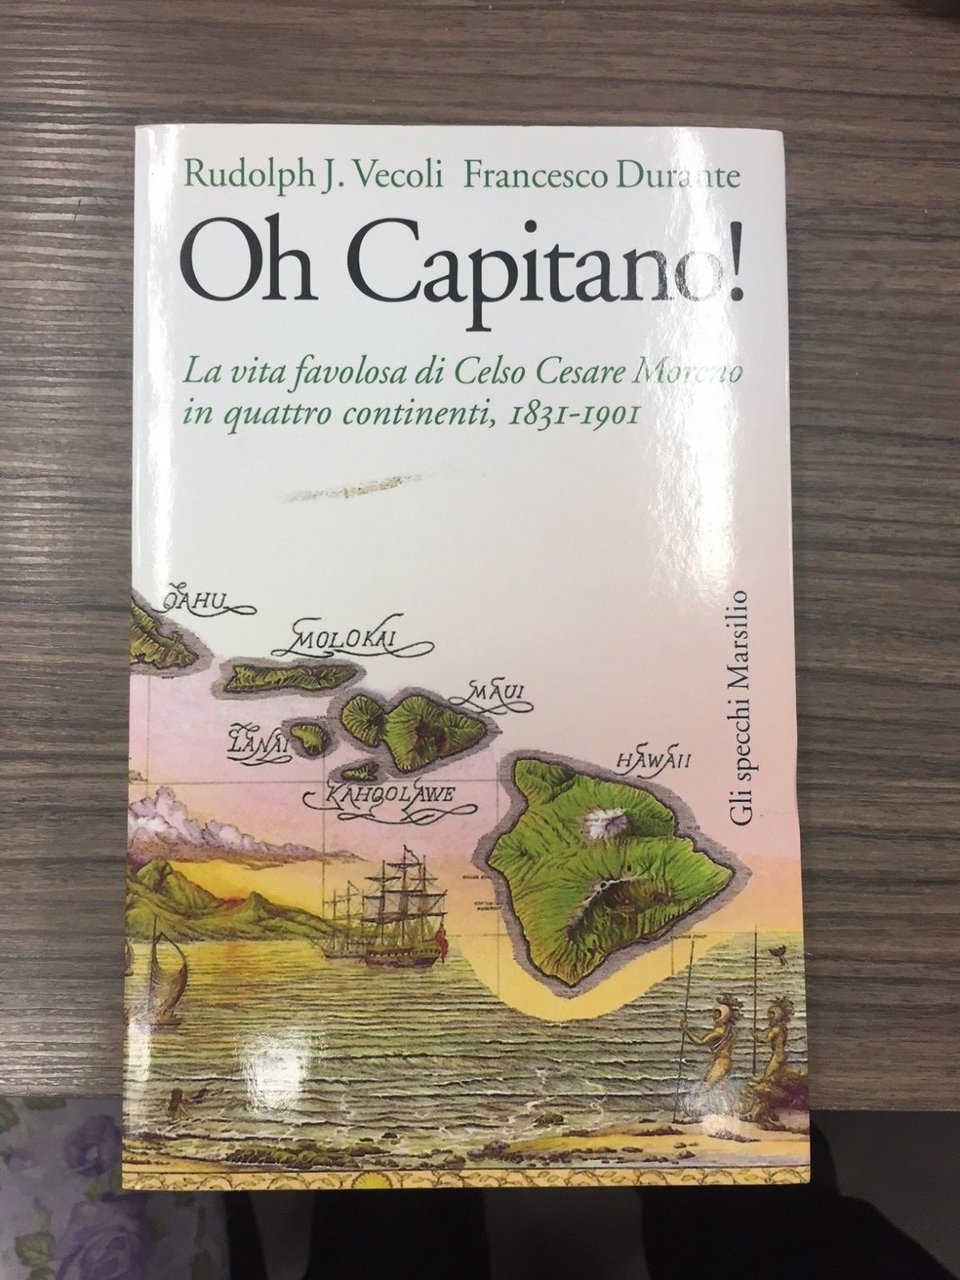 Rudolph J. Vecoli Francesco Durante
Oh Capitano!
La vita favolosa di Celso Cesare Moreno
in quattro continenti, 1831-1901
OAHU
MOLOKAI
MAUI
LANAI
HAWAII
KAHOOLAWE
Gli specchi Marsilio